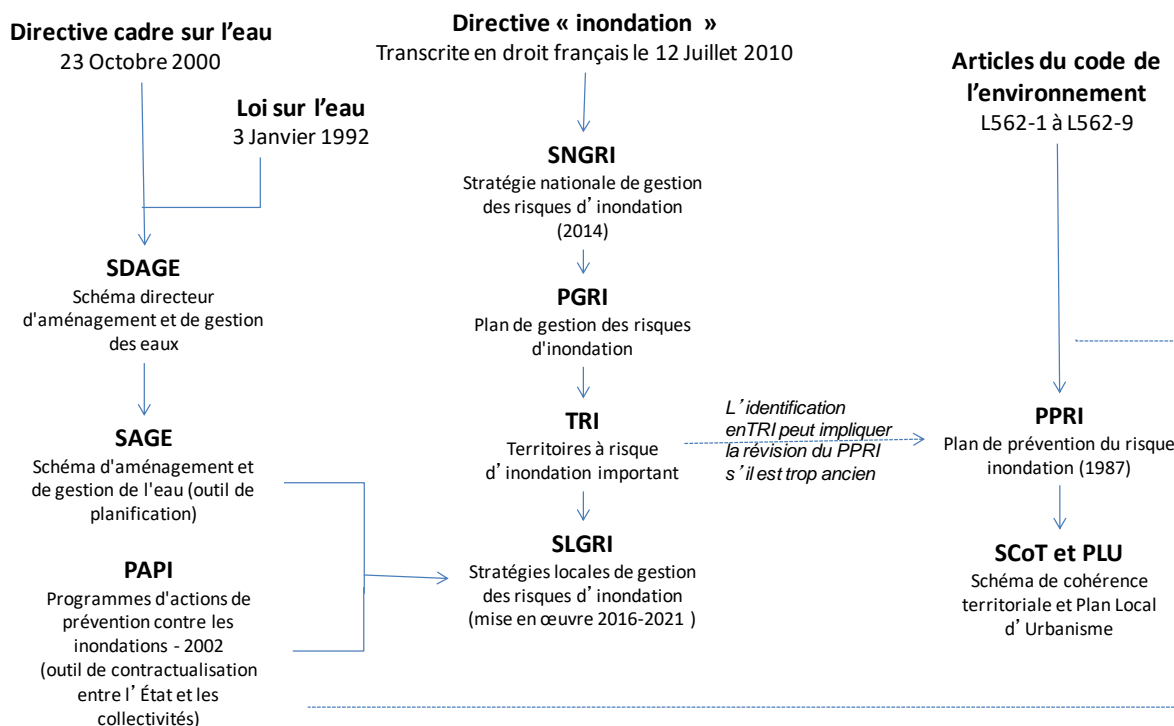 Directive cadre sur l’eau
23 Octobre 2000
Loi sur l’eau
3 Janvier 1992
SDAGE
Schéma directeur
d'aménagement et de gestion
des eaux
SAGE
Schéma d'aménagement et
de gestion de l'eau (outil de
planification)
PAPI
Programmes d'actions de
prévention contre les
inondations - 2002
(outil de contractualisation
entre l’État et les
collectivités)
Directive « inondation »
Transcrite en droit français le 12 Juillet 2010
SNGRI
Stratégie nationale de gestion
des risques d’inondation
(2014)
PGRI
Plan de gestion des risques
d'inondation
TRI
Territoires à risque
d’inondation important
SLGRI
Stratégies locales de gestion
des risques d’inondation
(mise en œuvre 2016-2021 )
L’identification
enTRI peut impliquer
la révision du PPRI
s’il est trop ancien
Articles du code de
l’environnement
L562-1 à L562-9
PPRI
Plan de prévention du risque
inondation (1987)
SCoT et PLU
Schéma de cohérence
territoriale et Plan Local
d’Urbanisme